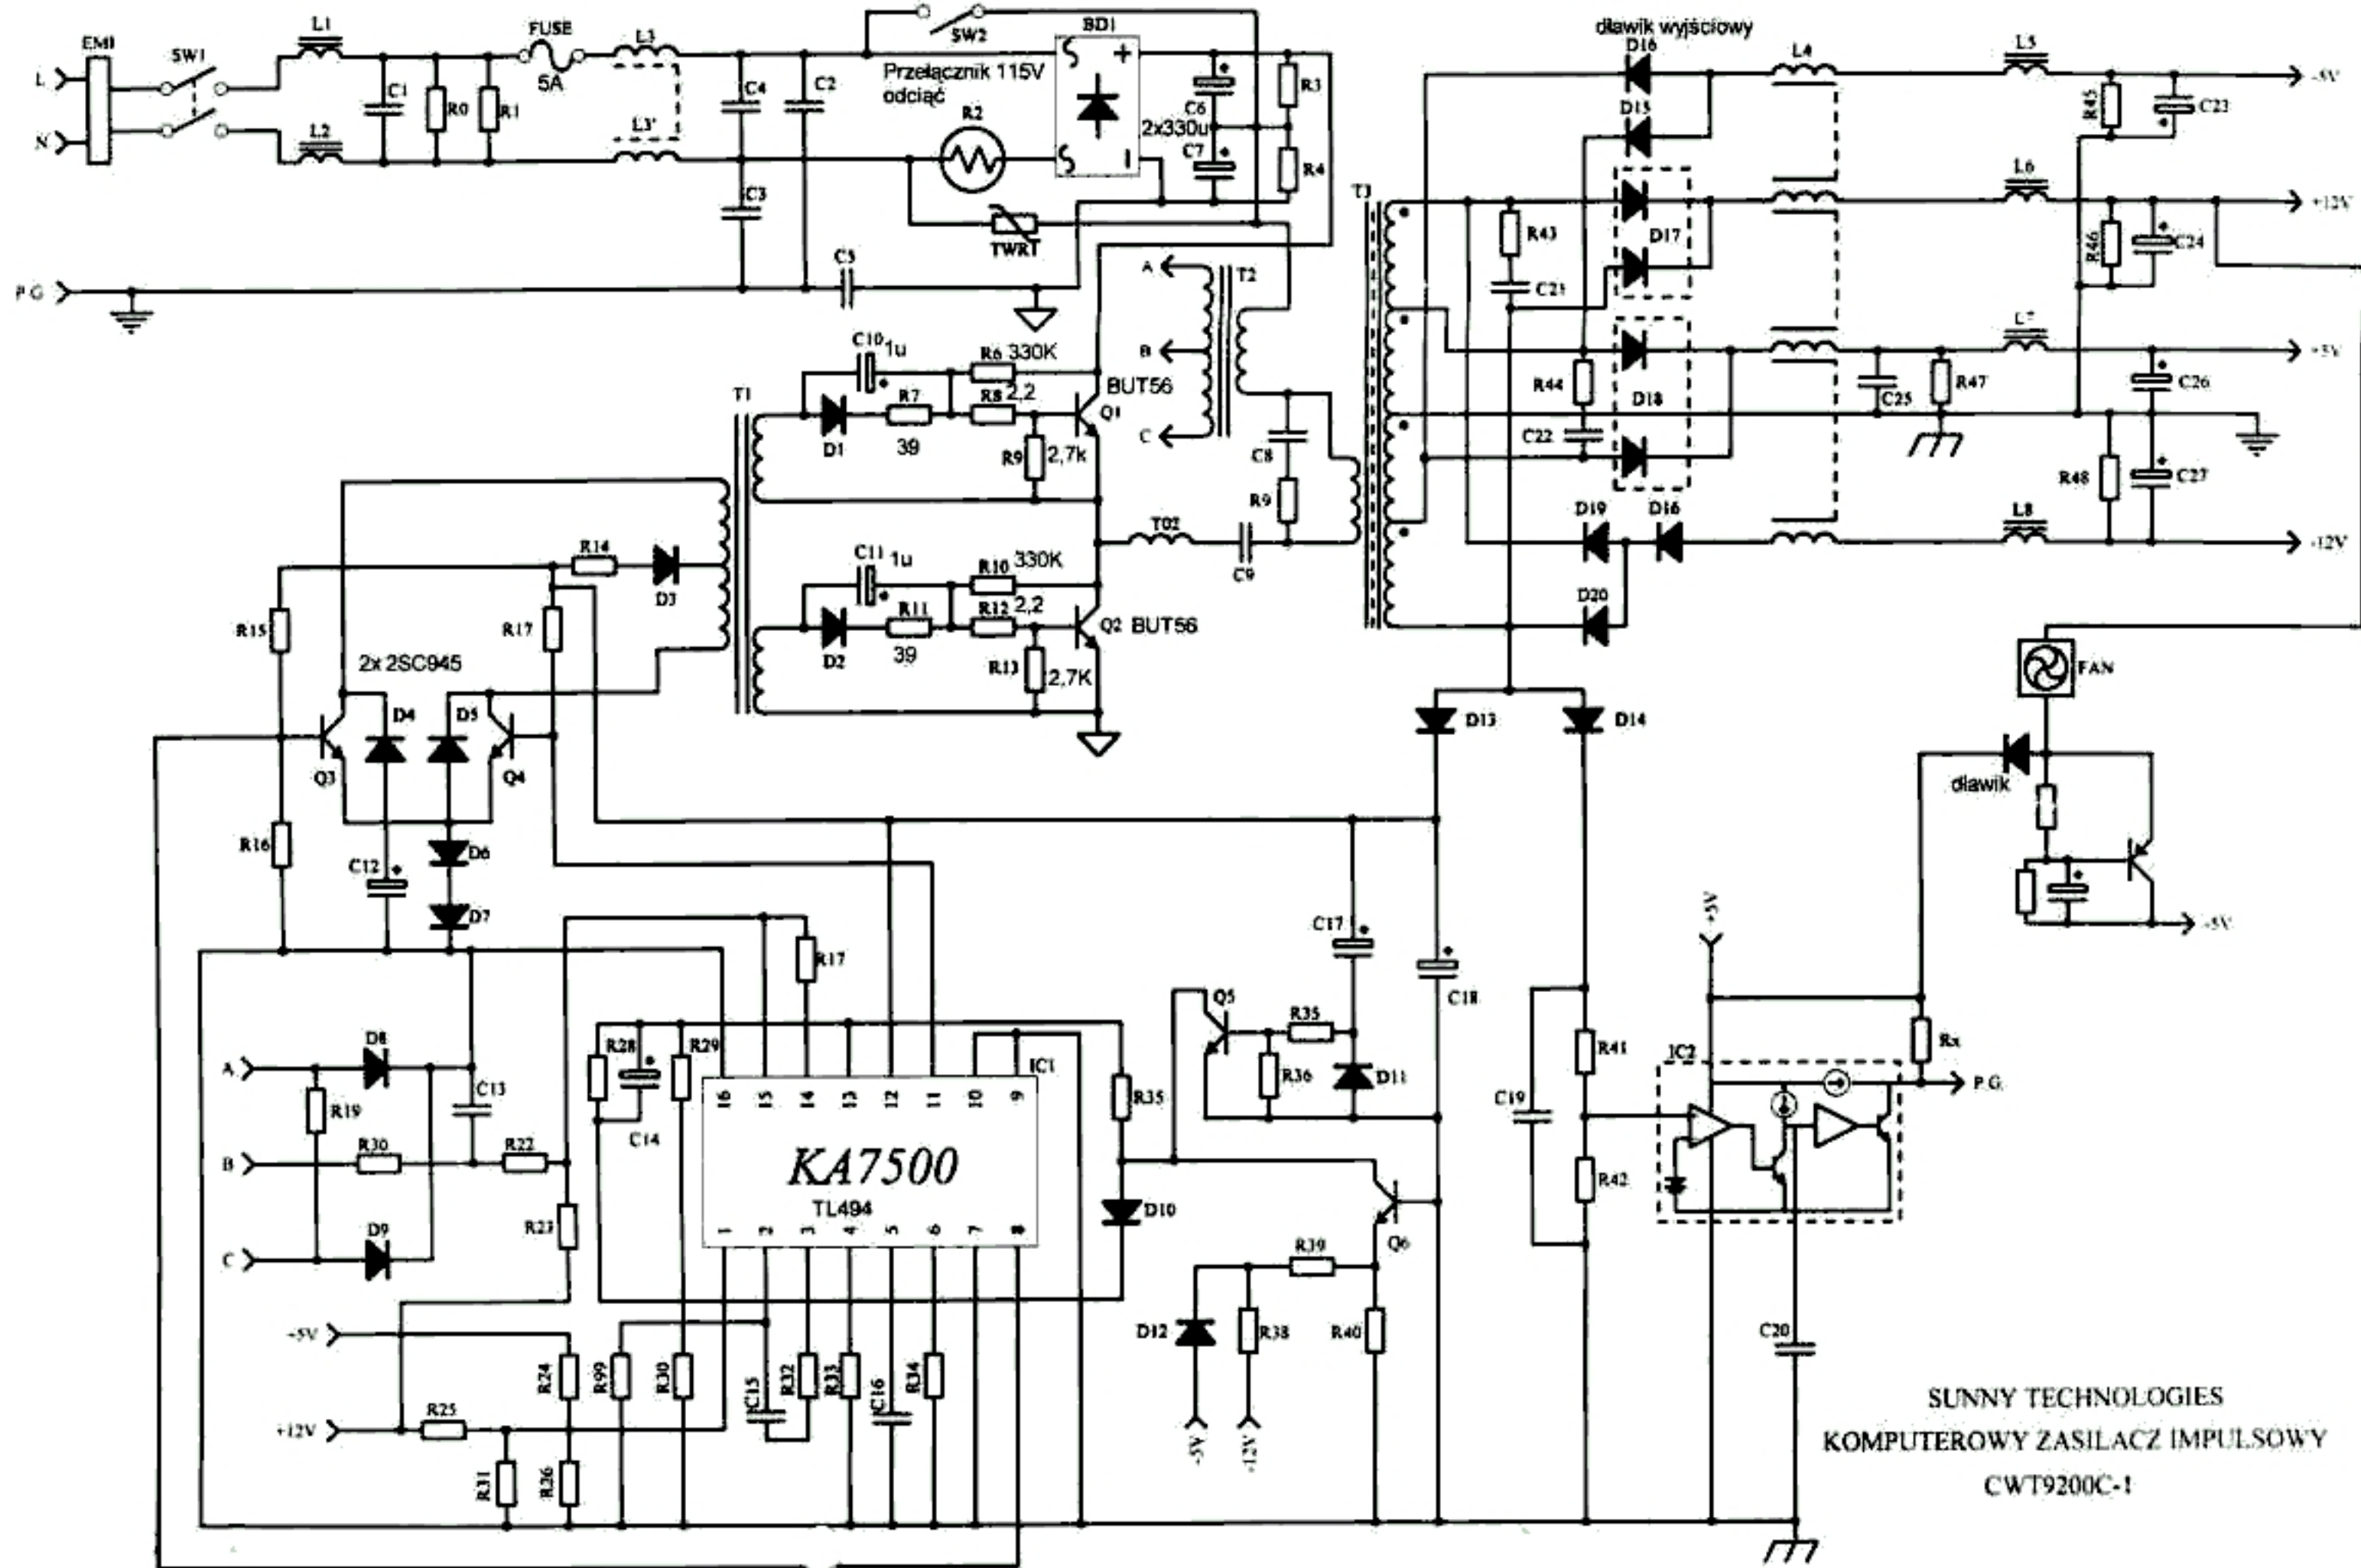 EMI
L
N
SW1
L1
L2
C1
R0
R1
FUSE
5A
L3
L3'
C4
C2
C3
SW2
Przełącznik 115V
odciąć
BD1
R2
C6
2x330u
C7
R3
R4
TWR1
C5
P.G
A
B
C
T2
T3
dławik wyjściowy
D16
D15
L4
L5
R45
C23
-5V
D17
L6
R43
C21
R46
C24
+12V
L7
R44
C22
D18
C25
R47
C26
+5V
R48
C27
D19
D16
L8
-12V
D20
C10
1u
R6
330K
D1
R7
39
R8
2,2
BUT56
Q1
R9
2,7k
T1
C8
R9
T02
C9
C11
1u
R10
330K
D2
R11
39
R12
2,2
Q2
BUT56
R13
2,7K
R14
D3
R15
R17
2x 2SC945
D4
D5
Q3
Q4
R16
C12
D6
D7
FAN
dławik
-5V
D13
D14
C17
C18
R17
R28
C14
R29
IC1
16
15
14
13
12
11
10
9
KA7500
TL494
1
2
3
4
5
6
7
8
Q5
R35
R36
D11
R35
D10
Q6
R39
D12
R38
R40
-5V
-12V
C19
R41
R42
+5V
IC2
Rx
P.G.
C20
A
D8
R19
C13
B
R30
R22
C
D9
R23
+5V
R24
R99
R30
C15
R32
R33
C16
R34
+12V
R25
R31
R26
SUNNY TECHNOLOGIES
KOMPUTEROWY ZASILACZ IMPULSOWY
CWT9200C-1